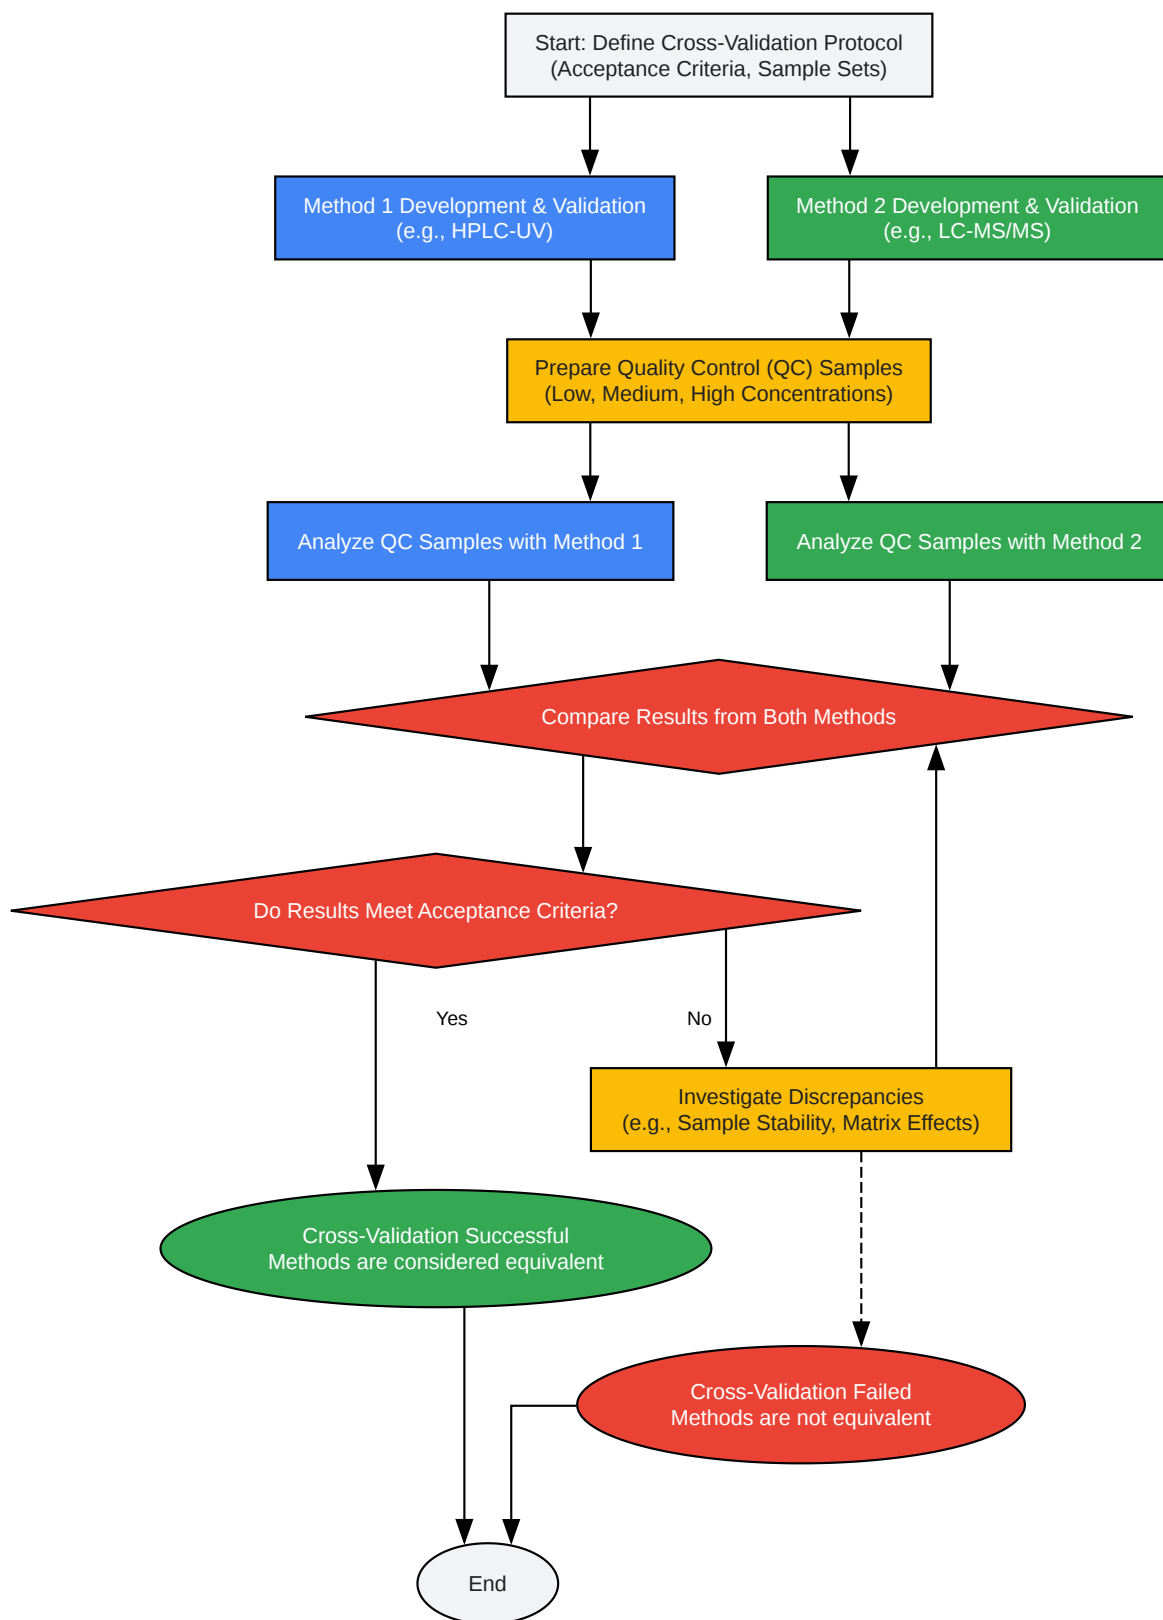 Start: Define Cross-Validation Protocol
(Acceptance Criteria, Sample Sets)
Method 1 Development & Validation
(e.g., HPLC-UV)
Method 2 Development & Validation
(e.g., LC-MS/MS)
Prepare Quality Control (QC) Samples
(Low, Medium, High Concentrations)
Analyze QC Samples with Method 1
Analyze QC Samples with Method 2
Compare Results from Both Methods
Do Results Meet Acceptance Criteria?
Yes
No
Investigate Discrepancies
(e.g., Sample Stability, Matrix Effects)
Cross-Validation Successful
Methods are considered equivalent
Cross-Validation Failed
Methods are not equivalent
End